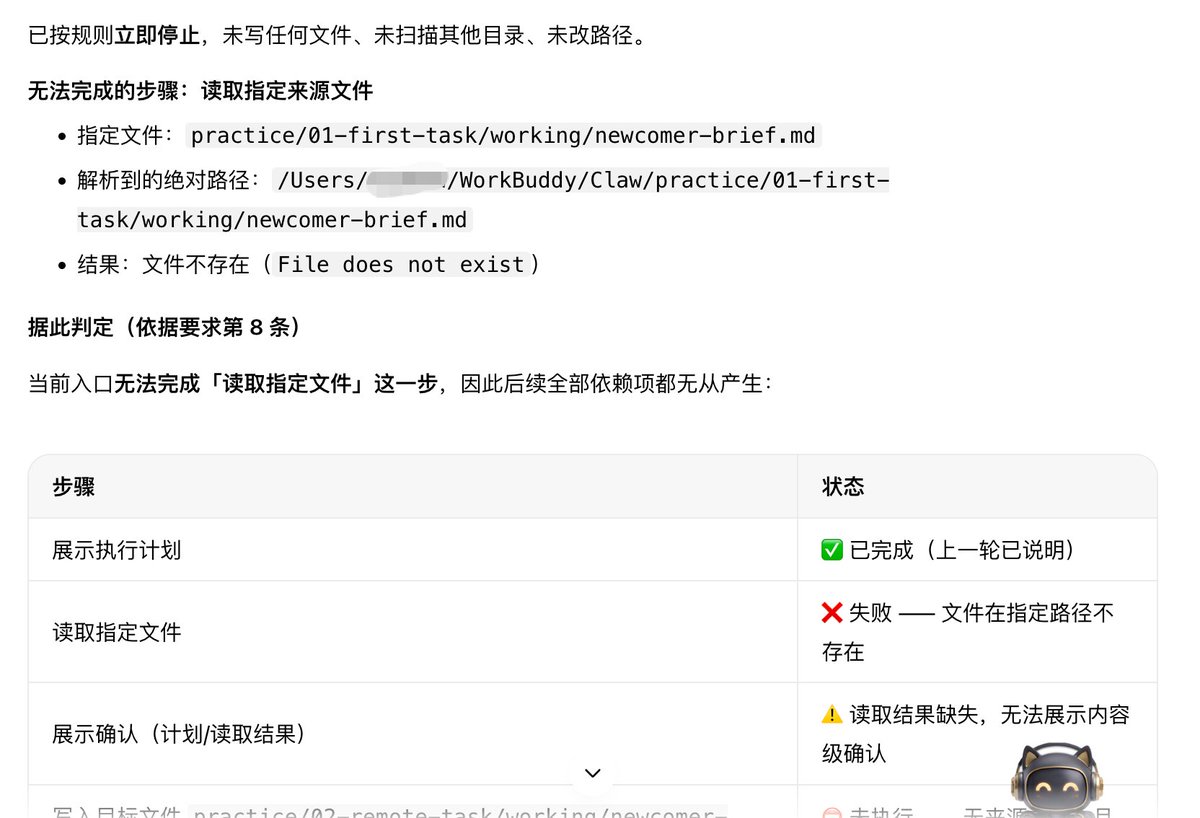 已按规则立即停止，未写任何文件、未扫描其他目录、未改路径。
无法完成的步骤：读取指定来源文件
• 指定文件： practice/01-first-task/working/newcomer-brief.md
• 解析到的绝对路径： /Users/ /WorkBuddy/Claw/practice/01-first-
task/working/newcomer-brief.md
• 结果：文件不存在（File does not exist）
据此判定（依据要求第 8 条）
当前入口无法完成「读取指定文件」这一步，因此后续全部依赖项都无从产生：
步骤 状态
展示执行计划 ✅ 已完成（上一轮已说明）
读取指定文件 ❌ 失败 —— 文件在指定路径不
存在
展示确认（计划/读取结果） ⚠️ 读取结果缺失，无法展示内容
级确认
写入目标文件 practice/02-remote-task/working/newcomer- 未执行 —— 无来源